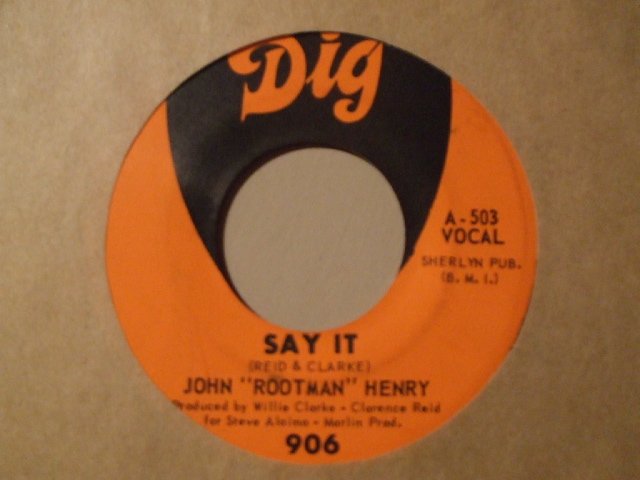 Dig
A-503
VOCAL
SHERLYN PUB.
(B. M. I.)
SAY IT
(REID & CLARKE)
JOHN "ROOTMAN" HENRY
Produced by Willie Clarke - Clarence Reid
for Steve Alaimo - Marlin Prod.
906